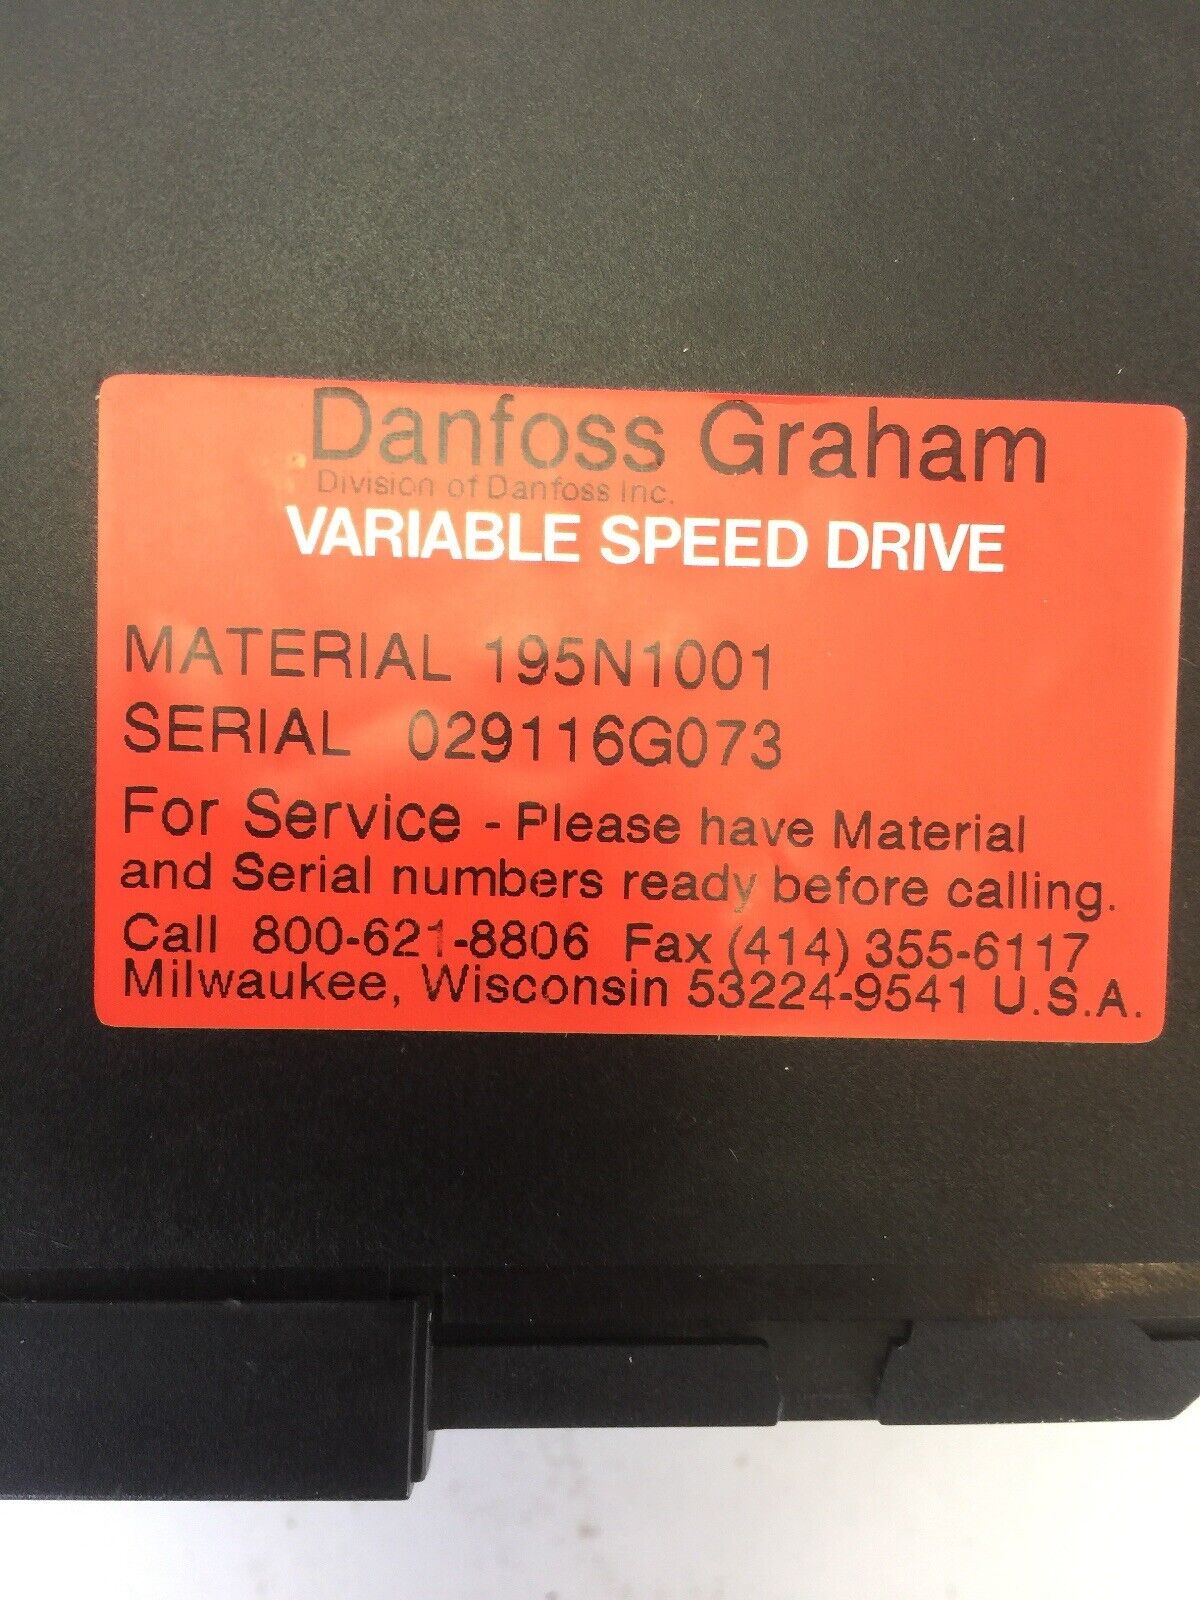 Danfoss Graham
Division of Danfoss Inc.
VARIABLE SPEED DRIVE
MATERIAL 195N1001
SERIAL 029116G073
For Service - Please have Material
and Serial numbers ready before calling.
Call 800-621-8806 Fax (414) 355-6117
Milwaukee, Wisconsin 53224-9541 U.S.A.